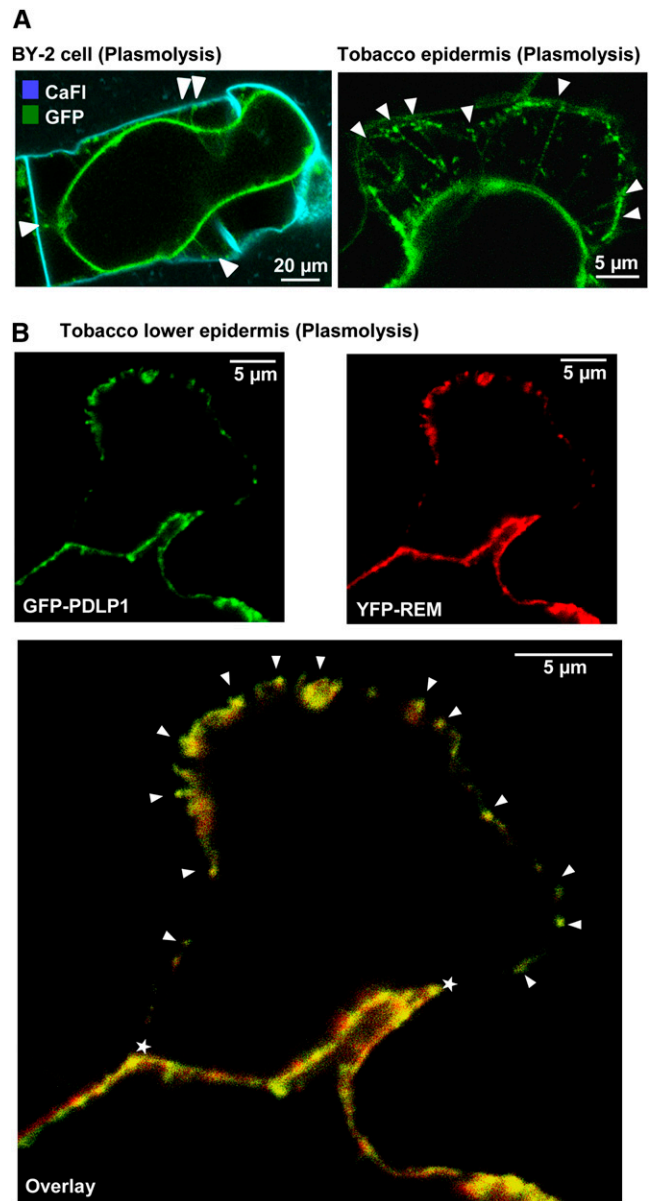 A
BY-2 cell (Plasmolysis)
Tobacco epidermis (Plasmolysis)
CaFl
GFP
20 µm
5 µm
B Tobacco lower epidermis (Plasmolysis)
5 µm
GFP-PDLP1
5 µm
YFP-REM
5 µm
Overlay